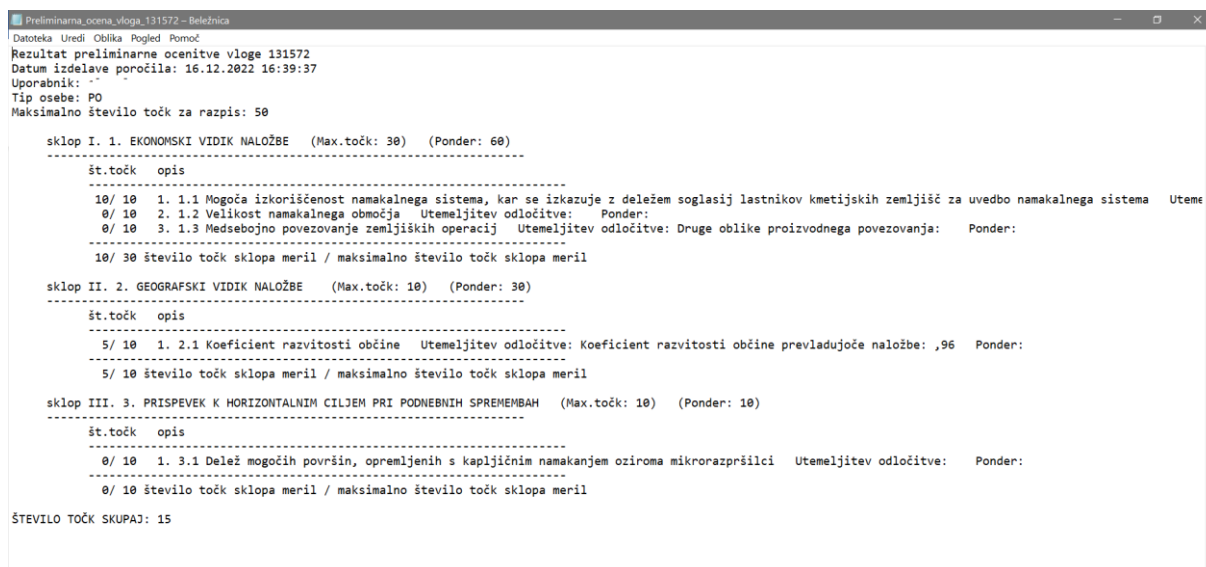 Preliminarna_ocena_vloga_131572 – Beležnica
Datoteka Uredi Oblika Pogled Pomoč
Rezultat preliminarne ocenitve vloge 131572
Datum izdelave poročila: 16.12.2022 16:39:37
Uporabnik:
Tip osebe: PO
Maksimalno število točk za razpis: 50
sklop I. 1. EKONOMSKI VIDIK NALOŽBE (Max.točk: 30) (Ponder: 60)
------------------------------------------------------------------
št.točk opis
------------------------------------------------------------------
10/ 10 1. 1.1 Mogoča izkoriščenost namakalnega sistema, kar se izkazuje z deležem soglasij lastnikov kmetijskih zemljišč za uvedbo namakalnega sistema Uteme
0/ 10 2. 1.2 Velikost namakalnega območja Utemeljitev odločitve: Ponder:
0/ 10 3. 1.3 Medsebojno povezovanje zemljiških operacij Utemeljitev odločitve: Druge oblike proizvodnega povezovanja: Ponder:
------------------------------------------------------------------
10/ 30 število točk sklopa meril / maksimalno število točk sklopa meril
sklop II. 2. GEOGRAFSKI VIDIK NALOŽBE (Max.točk: 10) (Ponder: 30)
------------------------------------------------------------------
št.točk opis
------------------------------------------------------------------
5/ 10 1. 2.1 Koeficient razvitosti občine Utemeljitev odločitve: Koeficient razvitosti občine prevladujoče naložbe: ,96 Ponder:
------------------------------------------------------------------
5/ 10 število točk sklopa meril / maksimalno število točk sklopa meril
sklop III. 3. PRISPEVEK K HORIZONTALNIM CILJEM PRI PODNEBNIH SPREMEMBAH (Max.točk: 10) (Ponder: 10)
------------------------------------------------------------------
št.točk opis
------------------------------------------------------------------
0/ 10 1. 3.1 Delež mogočih površin, opremljenih s kapljičnim namakanjem oziroma mikrorazpršilci Utemeljitev odločitve: Ponder:
------------------------------------------------------------------
0/ 10 število točk sklopa meril / maksimalno število točk sklopa meril
ŠTEVILO TOČK SKUPAJ: 15